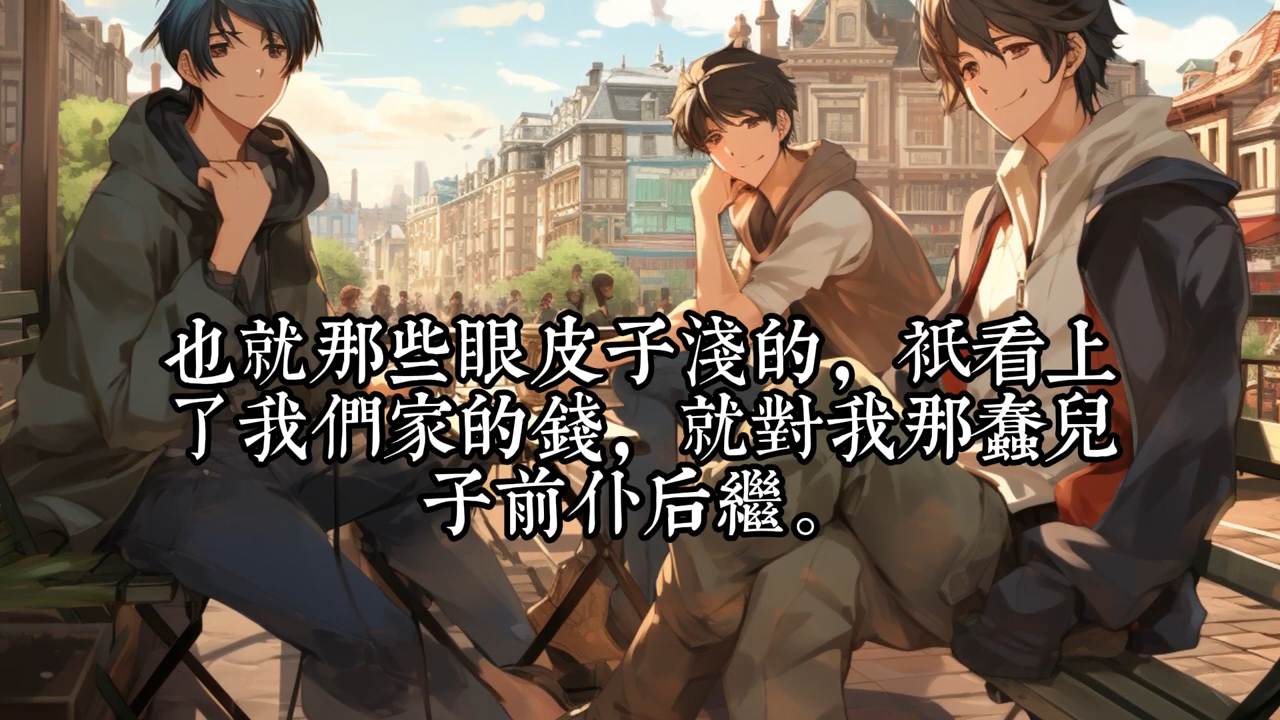 也就那些眼皮子淺的，祇看上
了我們家的錢，就對我那蠢兒
子前仆后繼。